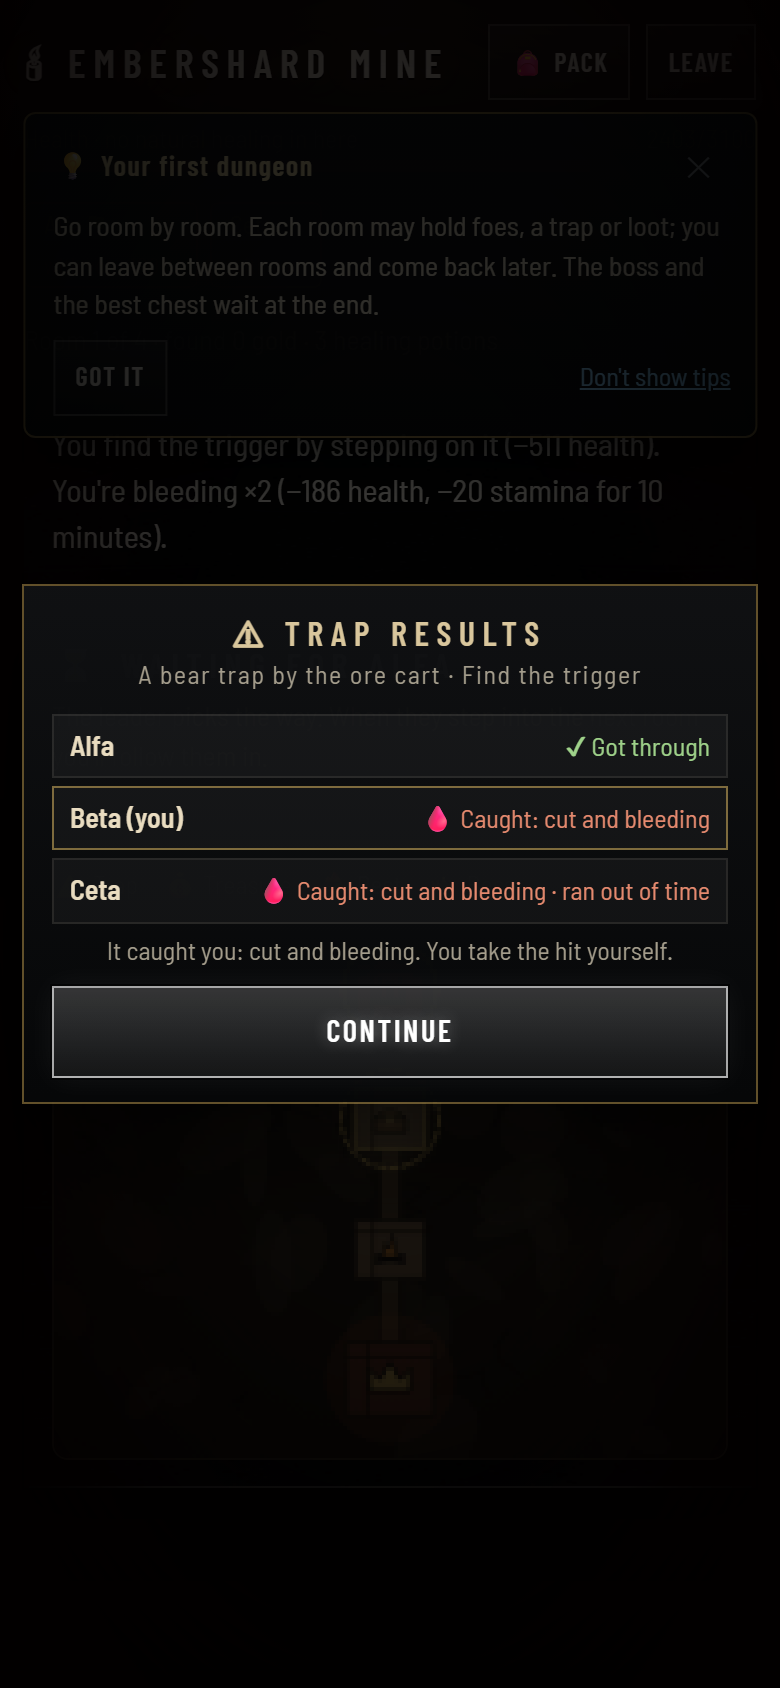 EMBERSHARD MINE
PACK
LEAVE
Your first dungeon
Go room by room. Each room may hold foes, a trap or loot; you
can leave between rooms and come back later. The boss and
the best chest wait at the end.
GOT IT
Don't show tips
You find the trigger by stepping on it (−511 health).
You're bleeding ×2 (−186 health, −20 stamina for 10
minutes).
TRAP RESULTS
A bear trap by the ore cart · Find the trigger
Alfa
✓ Got through
Beta (you)
Caught: cut and bleeding
Ceta
Caught: cut and bleeding · ran out of time
It caught you: cut and bleeding. You take the hit yourself.
CONTINUE